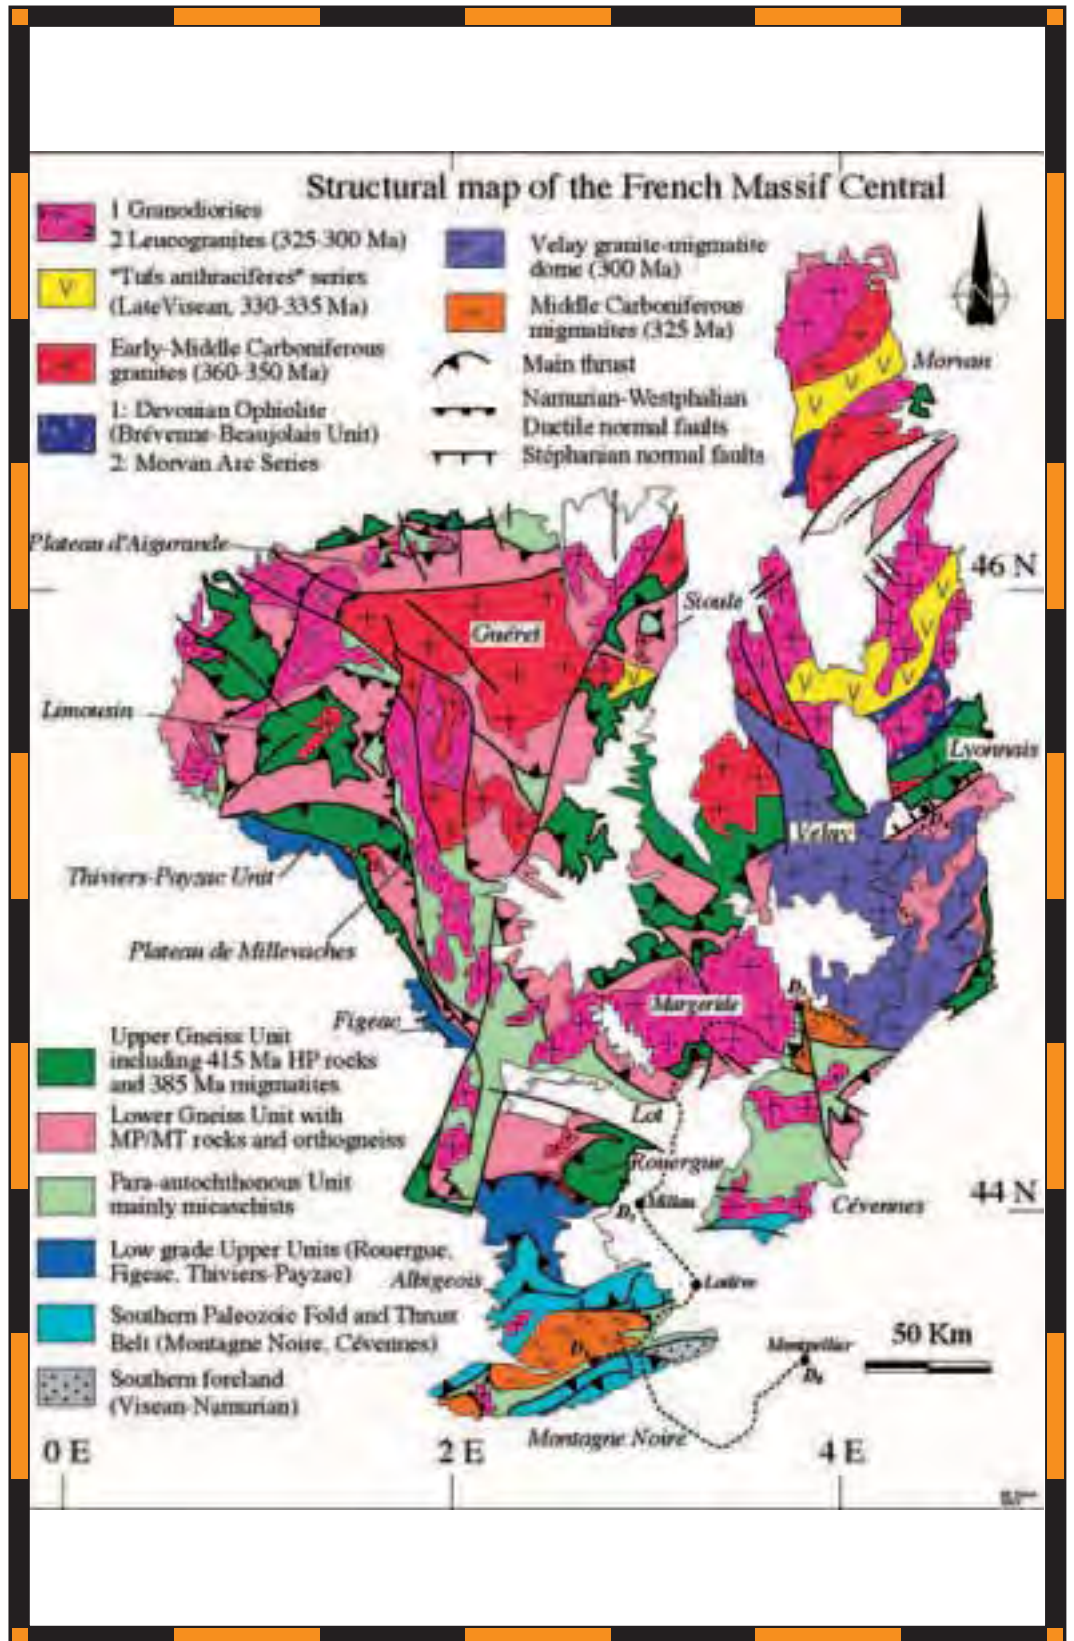 Structural map of the French Massif Central
1 Granodiorites
2 Leucogranites (325-300 Ma)
"Tufs anthracifères" series
(Late Visean, 330-335 Ma)
Early-Middle Carboniferous
granites (360-350 Ma)
1: Devonian Ophiolite
(Brévenne-Beaujolais Unit)
2: Morvan Arc Series
Velay granite-migmatite
dome (300 Ma)
Middle Carboniferous
migmatites (325 Ma)
Main thrust
Namurian-Westphalian
Ductile normal faults
Stéphanian normal faults
N
Morvan
Plateau d'Aigurande
46 N
Sioule
Guéret
Limousin
Lyonnais
Velay
Thiviers-Payzac Unit
Plateau de Millevaches
Margeride
Figeac
Upper Gneiss Unit
including 415 Ma HP rocks
and 385 Ma migmatites
Lower Gneiss Unit with
MP/MT rocks and orthogneiss
Para-autochthonous Unit
mainly micaschists
Low grade Upper Units (Rouergue,
Figeac, Thiviers-Payzac)
Southern Paleozoic Fold and Thrust
Belt (Montagne Noire, Cévennes)
Southern foreland
(Visean-Namurian)
Lot
Rouergue
Millau
44 N
Cévennes
Albigeois
Lodève
50 Km
Montpellier
Montagne Noire
0 E
2 E
4 E